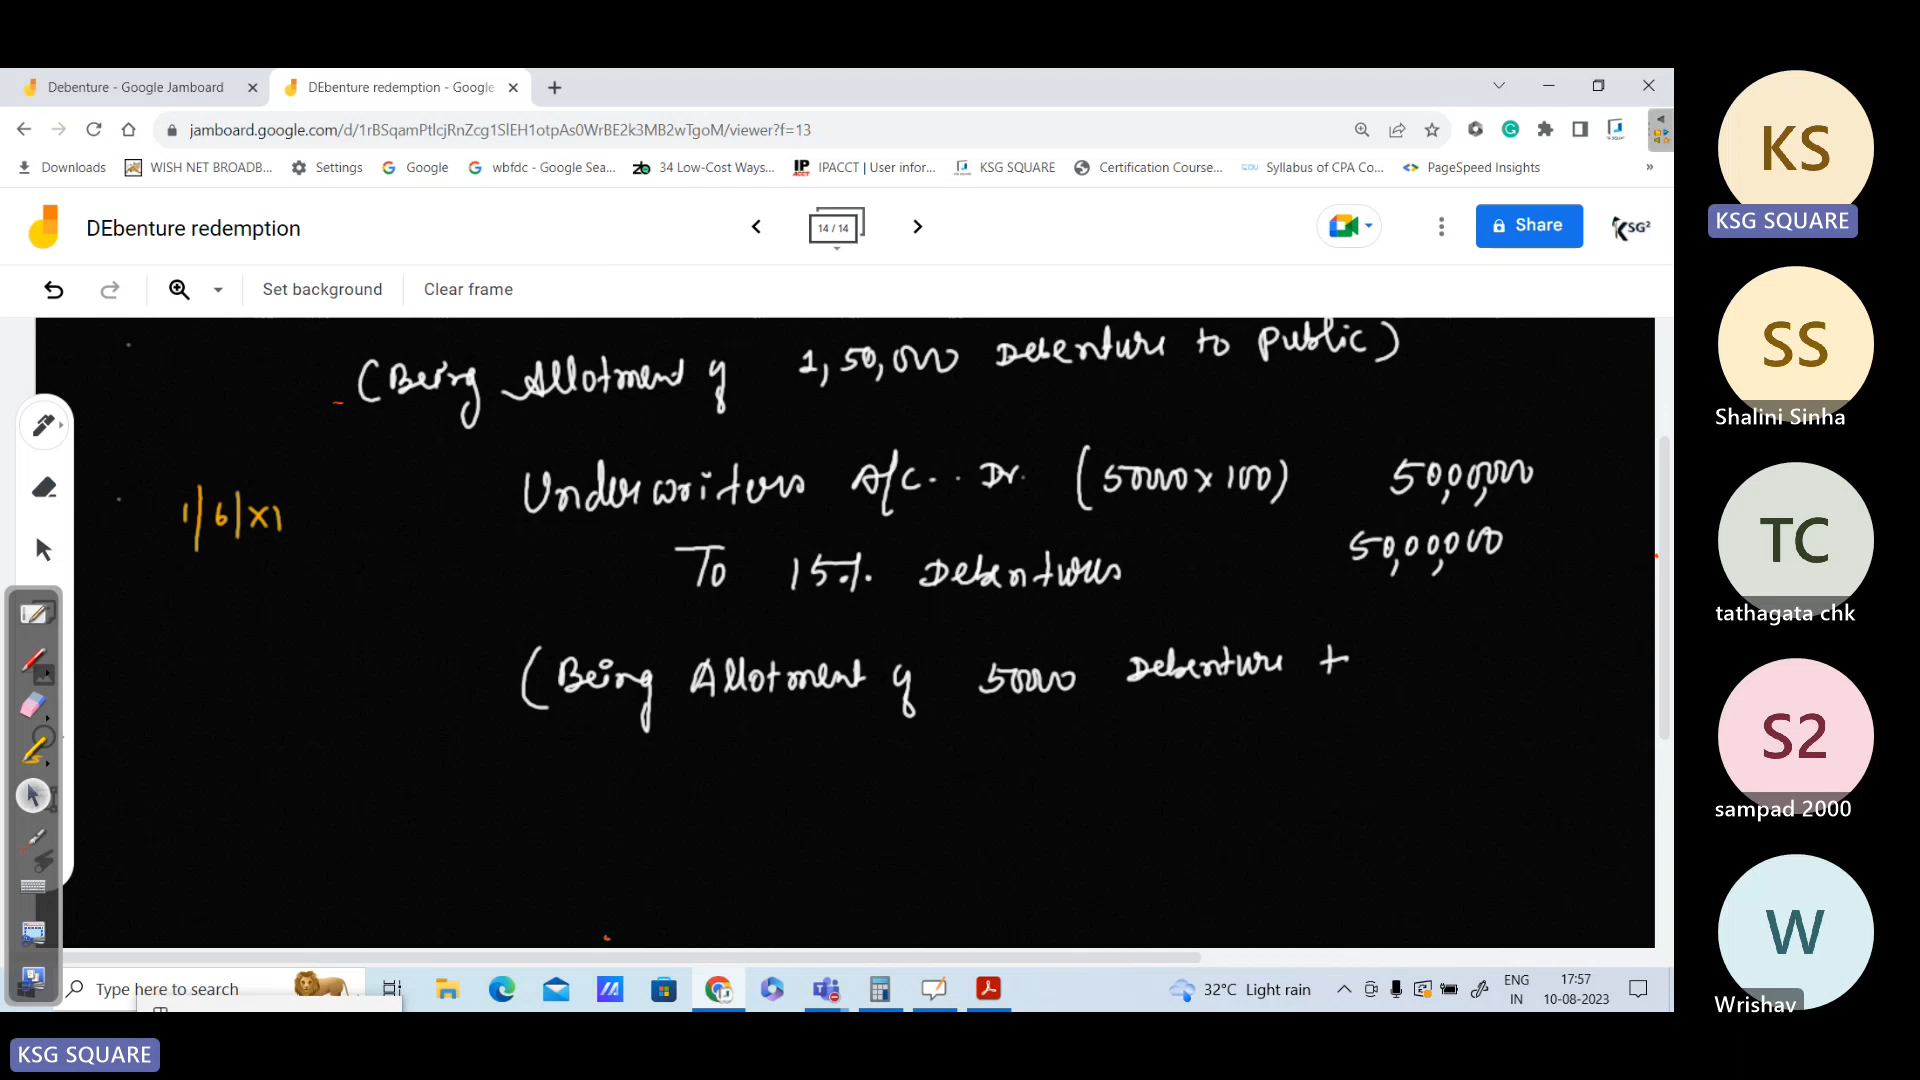 Debenture - Google Jamboard
DEbenture redemption - Google
jamboard.google.com/d/1rBSqamPtlcjRnZcg1SlEH1otpAs0WrBE2k3MB2wTgoM/viewer?f=13
Downloads WISH NET BROADB... Settings Google wbfdc - Google Sea... 34 Low-Cost Ways... IPACCT | User infor... KSG SQUARE Certification Course... Syllabus of CPA Co... PageSpeed Insights »
DEbenture redemption
14 / 14
Share
KSG²
Set background
Clear frame
(Being Allotment of 1,50,000 Debenture to Public)
1/6/X1
Underwriters A/C.. Dr. (50000 x 100) 50,00,000
To 15% Debentures 50,00,000
(Being Allotment of 50000 Debenture t
Type here to search
32°C Light rain
ENG
IN
17:57
10-08-2023
KSG SQUARE
KS
KSG SQUARE
SS
Shalini Sinha
TC
tathagata chk
S2
sampad 2000
W
Wrishav